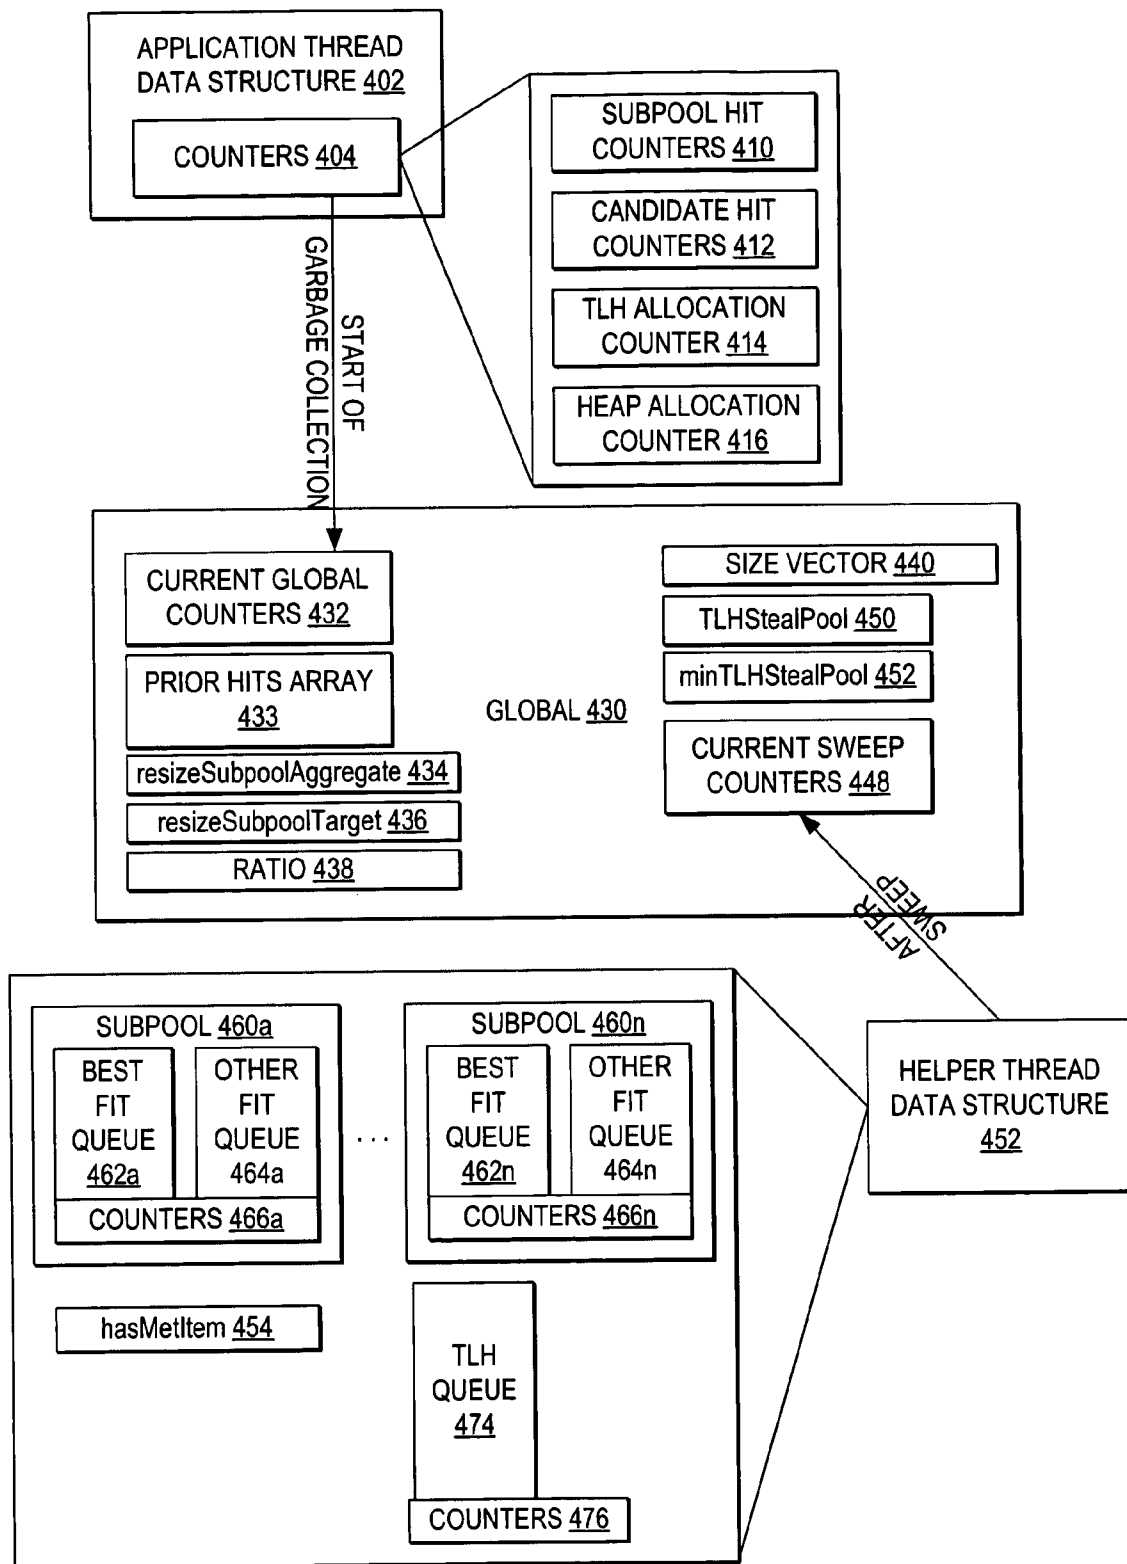 APPLICATION THREAD
DATA STRUCTURE 402
COUNTERS 404
SUBPOOL HIT
COUNTERS 410
CANDIDATE HIT
COUNTERS 412
TLH ALLOCATION
COUNTER 414
HEAP ALLOCATION
COUNTER 416
START OF
GARBAGE COLLECTION
CURRENT GLOBAL
COUNTERS 432
PRIOR HITS ARRAY
433
resizeSubpoolAggregate 434
resizeSubpoolTarget 436
RATIO 438
GLOBAL 430
SIZE VECTOR 440
TLHStealPool 450
minTLHStealPool 452
CURRENT SWEEP
COUNTERS 448
AFTER
SWEEP
HELPER THREAD
DATA STRUCTURE
452
SUBPOOL 460a
BEST
FIT
QUEUE
462a
OTHER
FIT
QUEUE
464a
COUNTERS 466a
...
SUBPOOL 460n
BEST
FIT
QUEUE
462n
OTHER
FIT
QUEUE
464n
COUNTERS 466n
hasMetItem 454
TLH
QUEUE
474
COUNTERS 476